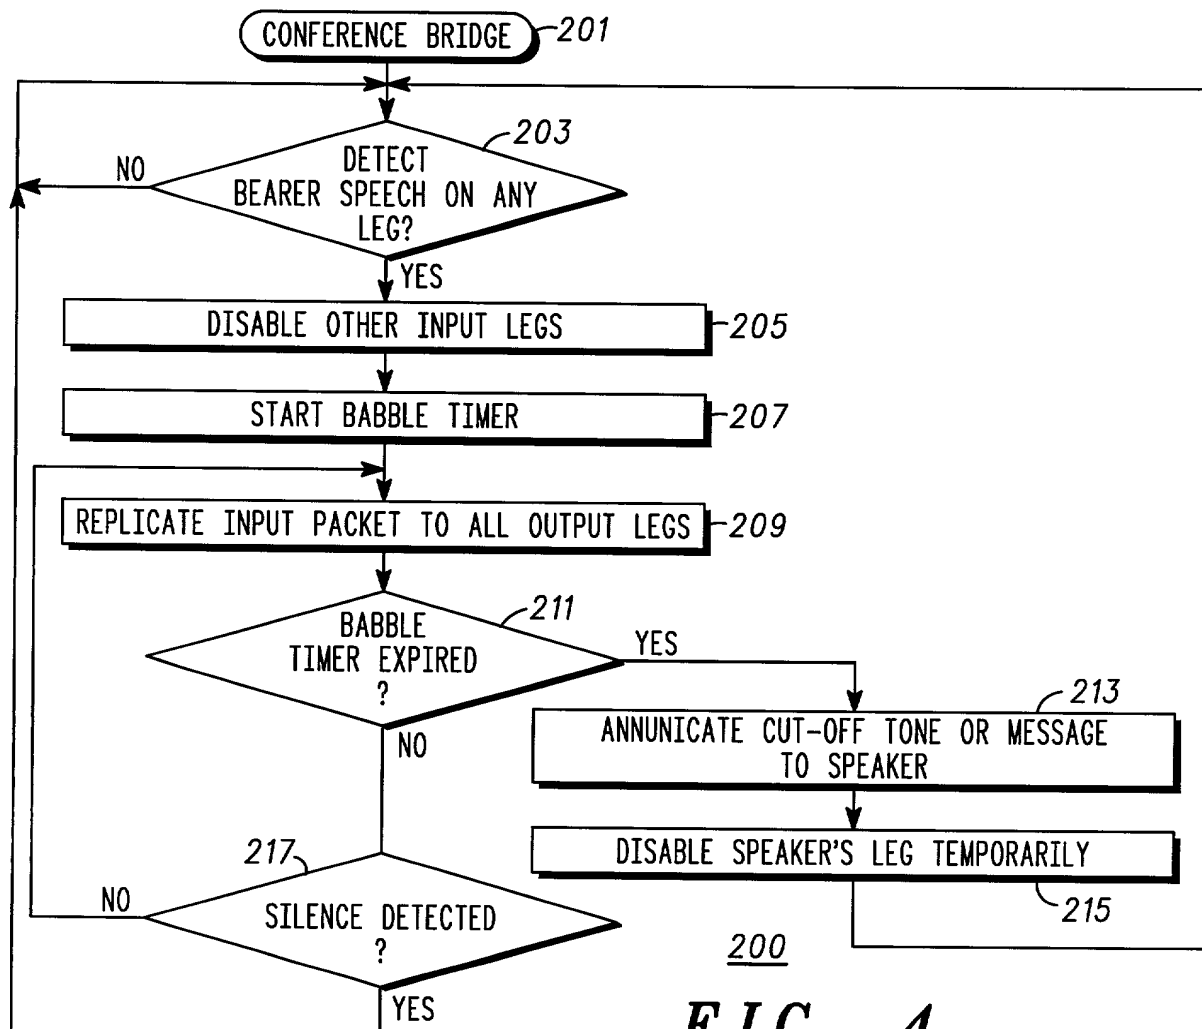 CONFERENCE BRIDGE
201
203
NO
DETECT
BEARER SPEECH ON ANY
LEG?
YES
DISABLE OTHER INPUT LEGS
205
START BABBLE TIMER
207
REPLICATE INPUT PACKET TO ALL OUTPUT LEGS
209
211
BABBLE
TIMER EXPIRED
?
YES
NO
213
ANNUNICATE CUT-OFF TONE OR MESSAGE
TO SPEAKER
DISABLE SPEAKER'S LEG TEMPORARILY
215
217
NO
SILENCE DETECTED
?
YES
200
FIG. 4